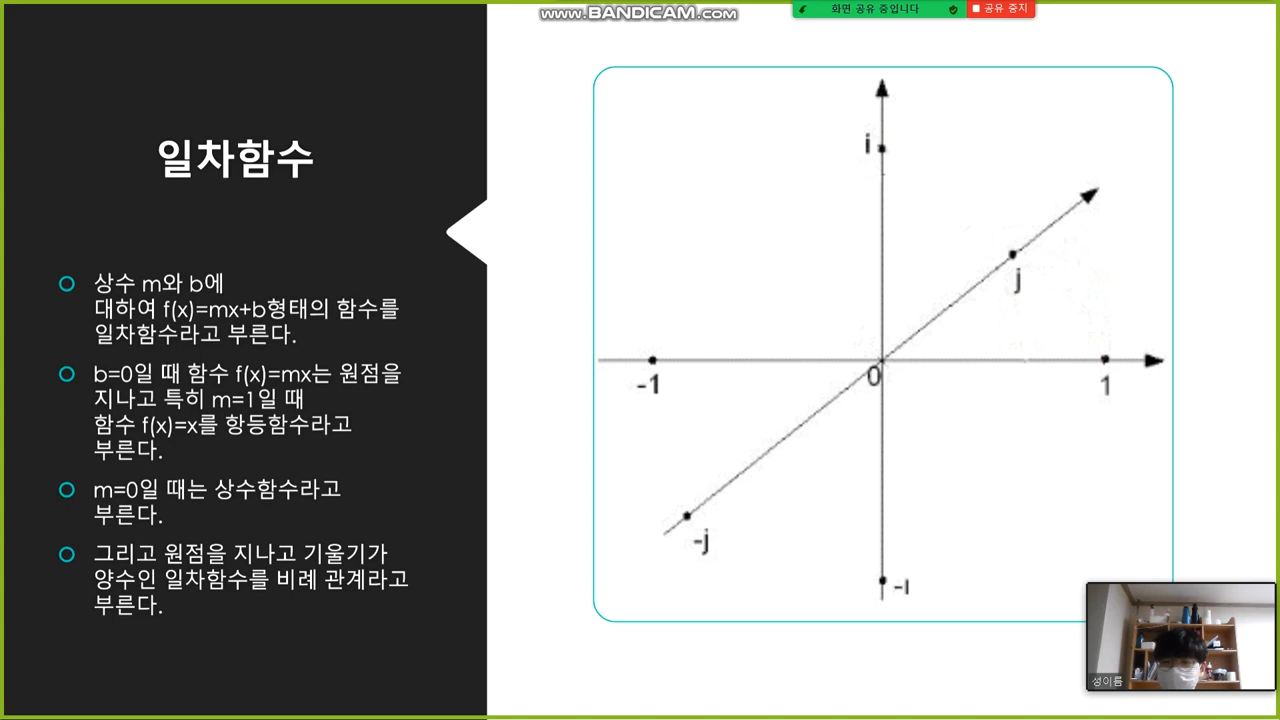 WWW.BANDICAM.COM
화면 공유 중입니다
공유 중지
일차함수
상수 m와 b에
대하여 f(x)=mx+b형태의 함수를
일차함수라고 부른다.
b=0일 때 함수 f(x)=mx는 원점을
지나고 특히 m=1일 때
함수 f(x)=x를 항등함수라고
부른다.
m=0일 때는 상수함수라고
부른다.
그리고 원점을 지나고 기울기가
양수인 일차함수를 비례 관계라고
부른다.
i
j
-1
0
1
-j
-i
성이름